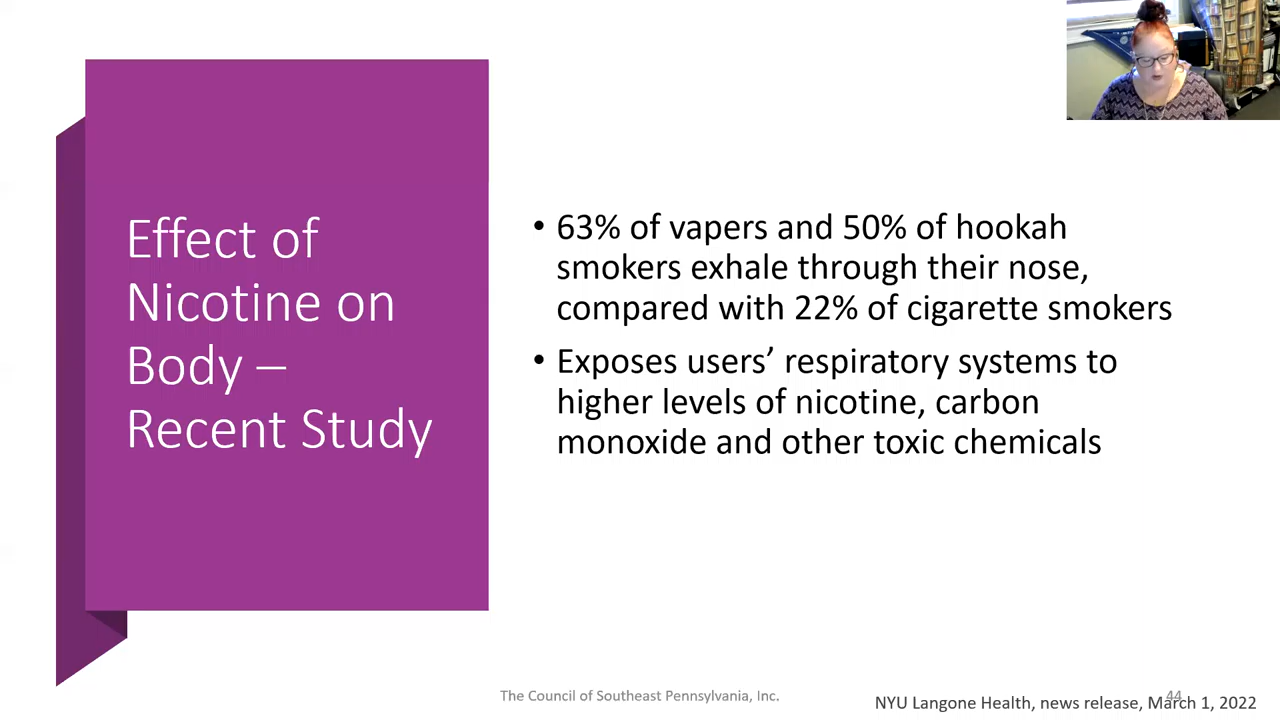 Effect of
Nicotine on
Body –
Recent Study
• 63% of vapers and 50% of hookah
smokers exhale through their nose,
compared with 22% of cigarette smokers
• Exposes users’ respiratory systems to
higher levels of nicotine, carbon
monoxide and other toxic chemicals
The Council of Southeast Pennsylvania, Inc.
44
NYU Langone Health, news release, March 1, 2022